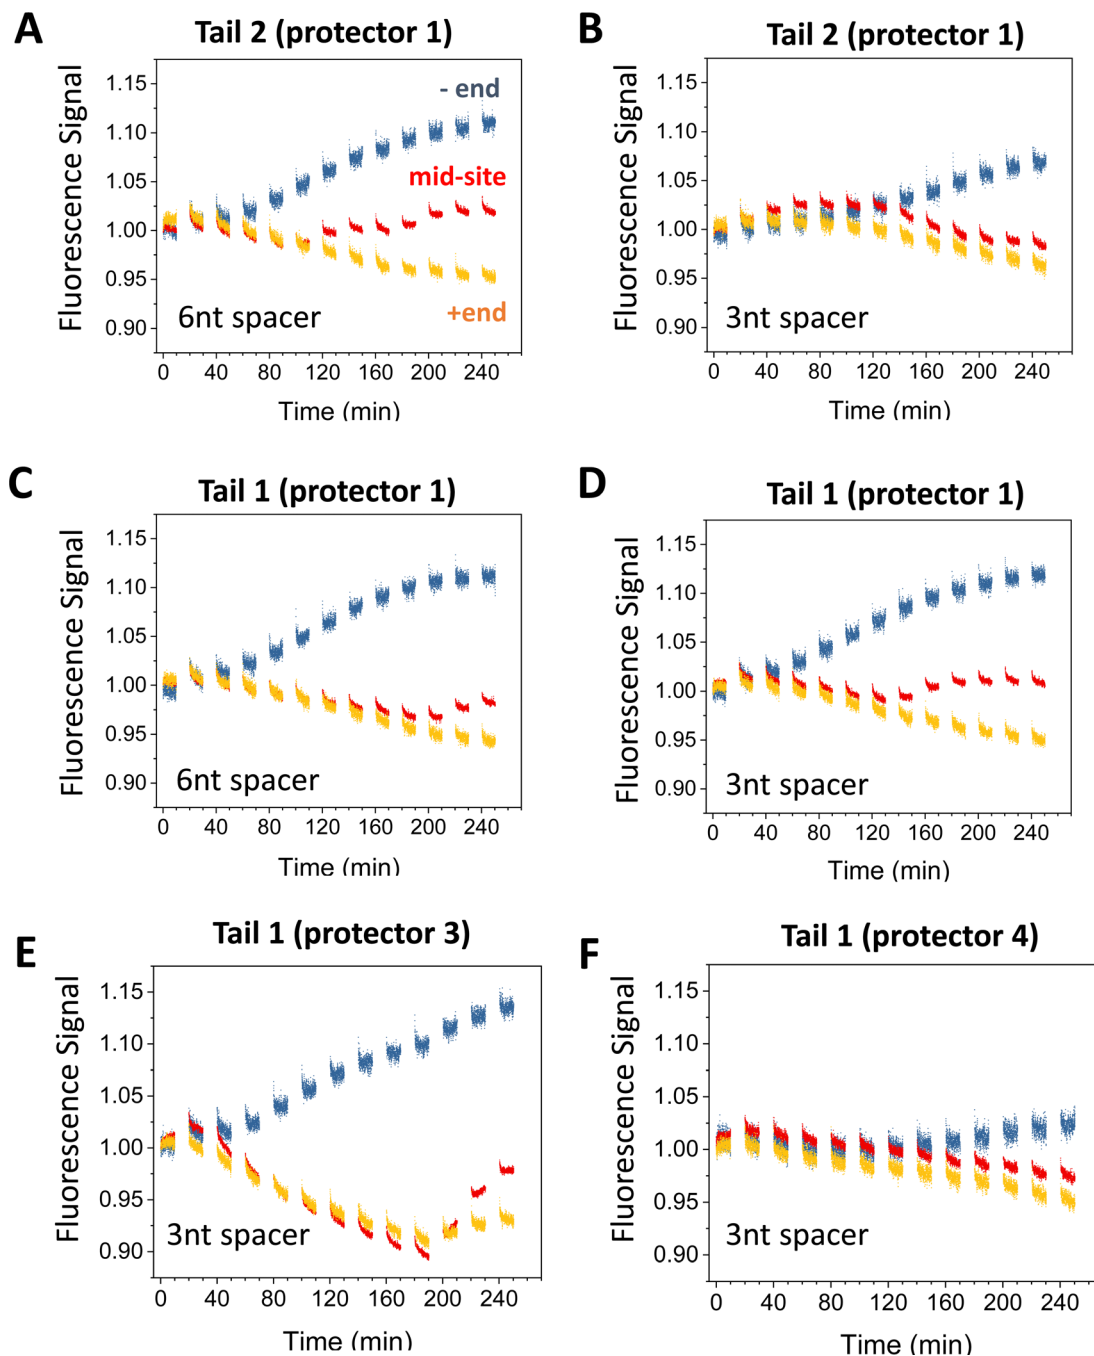 A
Tail 2 (protector 1)
Fluorescence Signal
1.15
1.10
1.05
1.00
0.95
0.90
- end
mid-site
+end
6nt spacer
0 40 80 120 160 200 240
Time (min)
B
Tail 2 (protector 1)
Fluorescence Signal
1.15
1.10
1.05
1.00
0.95
0.90
3nt spacer
0 40 80 120 160 200 240
Time (min)
C
Tail 1 (protector 1)
Fluorescence Signal
1.15
1.10
1.05
1.00
0.95
0.90
6nt spacer
0 40 80 120 160 200 240
Time (min)
D
Tail 1 (protector 1)
Fluorescence Signal
1.15
1.10
1.05
1.00
0.95
0.90
3nt spacer
0 40 80 120 160 200 240
Time (min)
E
Tail 1 (protector 3)
Fluorescence Signal
1.15
1.10
1.05
1.00
0.95
0.90
3nt spacer
0 40 80 120 160 200 240
Time (min)
F
Tail 1 (protector 4)
Fluorescence Signal
1.15
1.10
1.05
1.00
0.95
0.90
3nt spacer
0 40 80 120 160 200 240
Time (min)